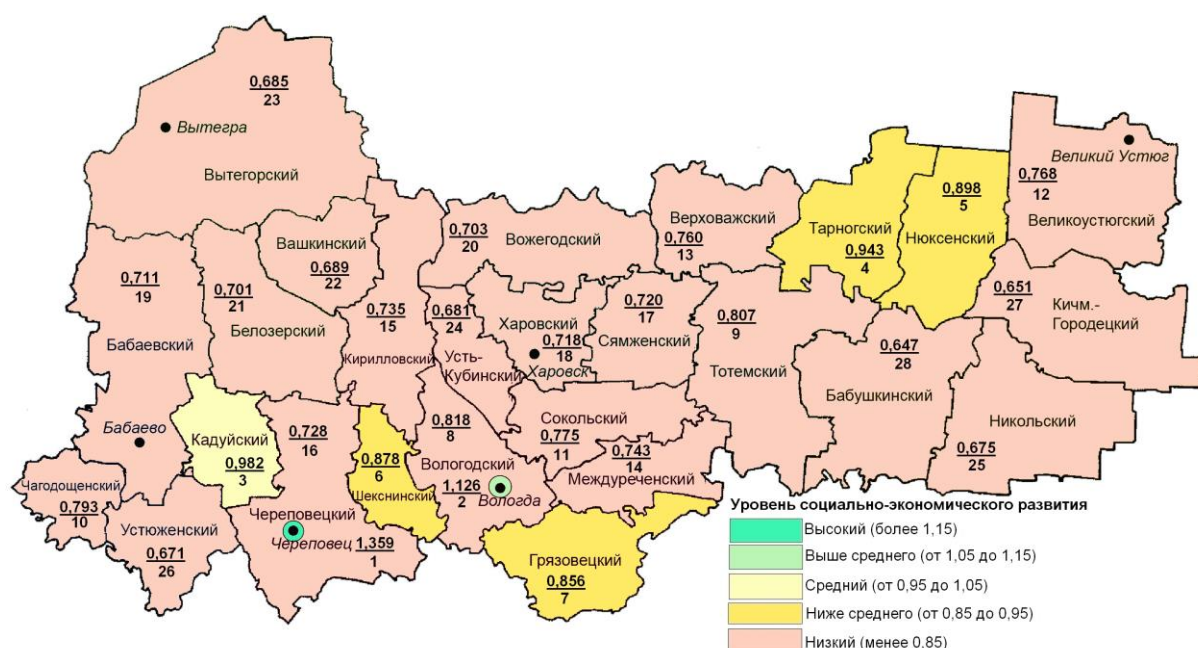 0,685
23
Вытегра
Вытегорский
Великий Устюг
0,768
12
Великоустюгский
0,898
5
Нюксенский
Тарногский
0,943
4
Верховажский
0,760
13
0,703
20
Вожегодский
Вашкинский
0,689
22
0,711
19
Бабаевский
0,701
21
Белозерский
0,735
15
Кирилловский
0,681
24
Усть-
Кубинский
Харовский
0,718
18
Харовск
0,720
17
Сямженский
0,807
9
Тотемский
0,651
27
Кичм.-
Городецкий
0,647
28
Бабушкинский
Никольский
0,675
25
Бабаево
Кадуйский
0,982
3
0,728
16
Череповецкий
Череповец
1,359
1
0,878
6
Шекснинский
0,818
8
Вологодский
1,126
2
Вологда
Сокольский
0,775
11
0,743
14
Междуреченский
Чагодощенский
0,793
10
Устюженский
0,671
26
Грязовецкий
0,856
7
Уровень социально-экономического развития
Высокий (более 1,15)
Выше среднего (от 1,05 до 1,15)
Средний (от 0,95 до 1,05)
Ниже среднего (от 0,85 до 0,95)
Низкий (менее 0,85)